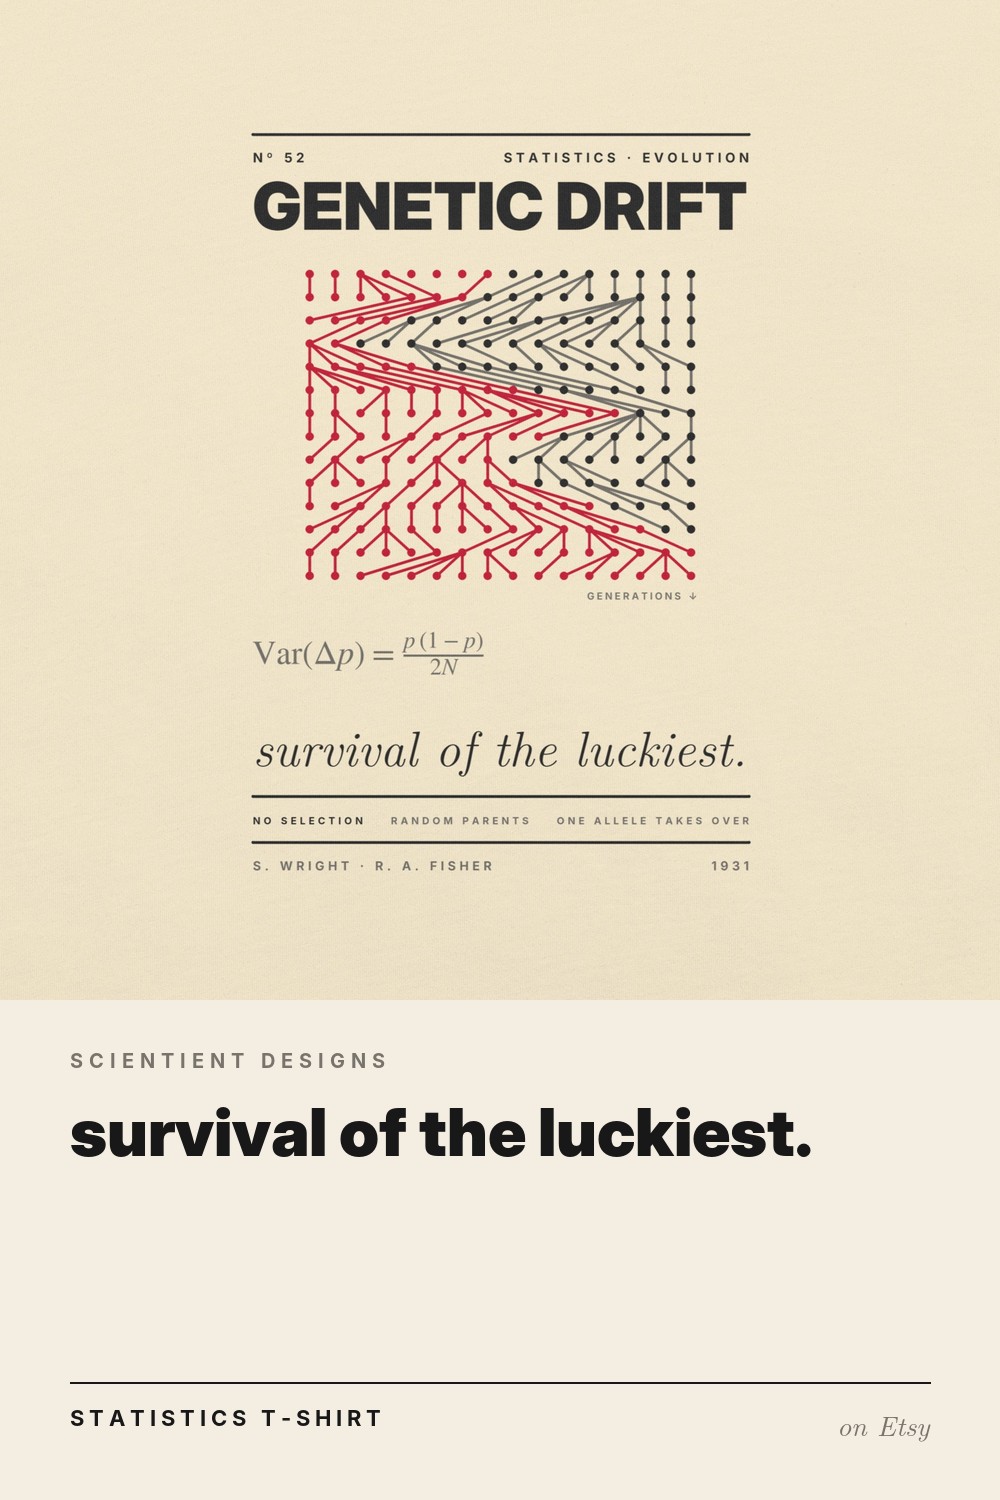 Nº 52 STATISTICS · EVOLUTION
GENETIC DRIFT
GENERATIONS ↓
Var(Δp) = p (1 − p) / 2N
survival of the luckiest.
NO SELECTION RANDOM PARENTS ONE ALLELE TAKES OVER
S. WRIGHT · R. A. FISHER 1931
SCIENTIENT DESIGNS
survival of the luckiest.
STATISTICS T-SHIRT on Etsy